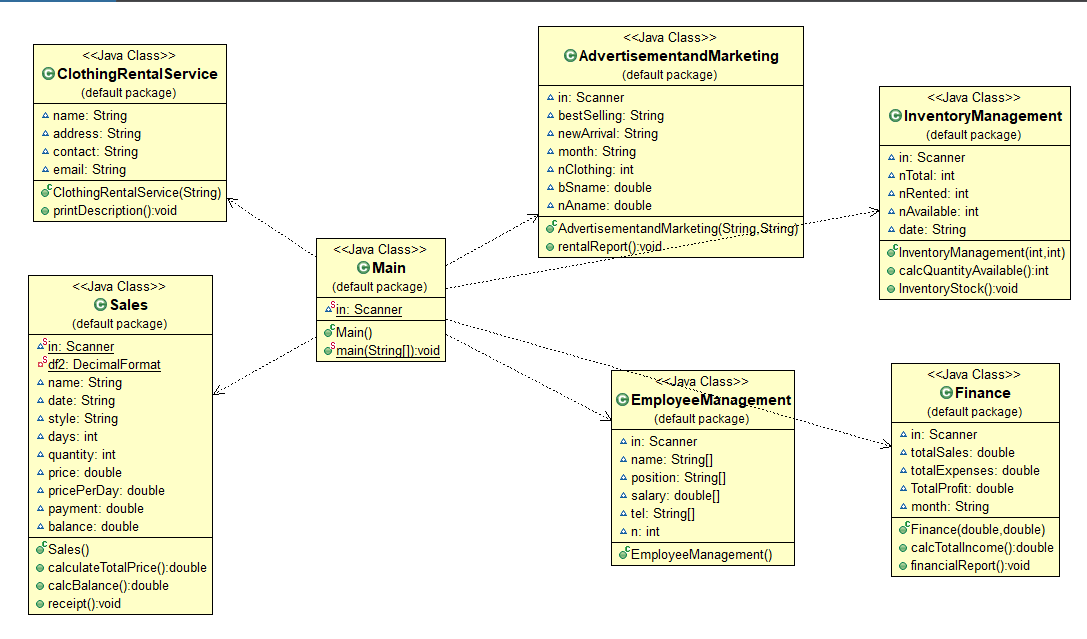 <<Java Class>>
ClothingRentalService
(default package)
name: String
address: String
contact: String
email: String
ClothingRentalService(String)
printDescription():void
<<Java Class>>
AdvertisementandMarketing
(default package)
in: Scanner
bestSelling: String
newArrival: String
month: String
nClothing: int
bSname: double
nAname: double
AdvertisementandMarketing(String,String)
rentalReport():void
<<Java Class>>
InventoryManagement
(default package)
in: Scanner
nTotal: int
nRented: int
nAvailable: int
date: String
InventoryManagement(int,int)
calcQuantityAvailable():int
InventoryStock():void
<<Java Class>>
Main
(default package)
in: Scanner
Main()
main(String[]):void
<<Java Class>>
Sales
(default package)
in: Scanner
df2: DecimalFormat
name: String
date: String
style: String
days: int
quantity: int
price: double
pricePerDay: double
payment: double
balance: double
Sales()
calculateTotalPrice():double
calcBalance():double
receipt():void
<<Java Class>>
EmployeeManagement
(default package)
in: Scanner
name: String[]
position: String[]
salary: double[]
tel: String[]
n: int
EmployeeManagement()
<<Java Class>>
Finance
(default package)
in: Scanner
totalSales: double
totalExpenses: double
TotalProfit: double
month: String
Finance(double,double)
calcTotalIncome():double
financialReport():void